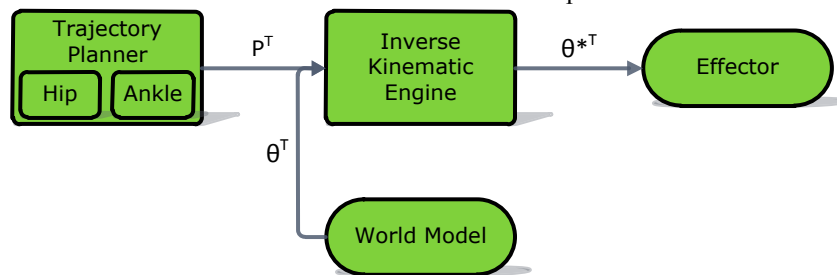 Trajectory
Planner
Hip
Ankle
P^T
Inverse
Kinematic
Engine
θ*^T
Effector
θ^T
World Model